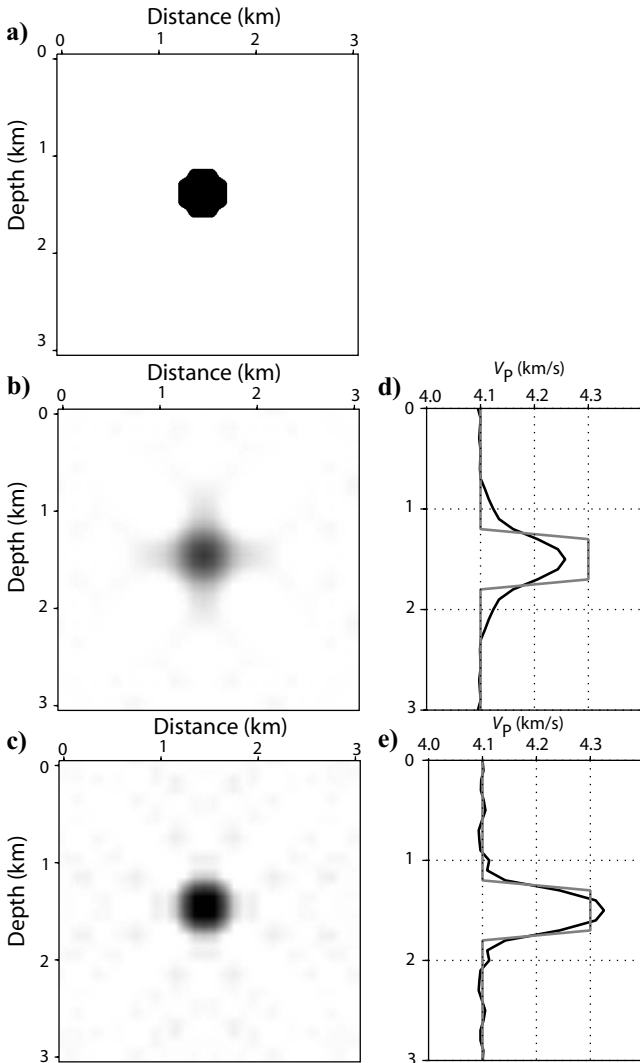 Distance (km)
a)
0 1 2 3
0
1
2
3
Depth (km)
Distance (km)
b)
0 1 2 3
0
1
2
3
Depth (km)
d)
VP (km/s)
4.0 4.1 4.2 4.3
0
1
2
3
Distance (km)
c)
0 1 2 3
0
1
2
3
Depth (km)
e)
VP (km/s)
4.0 4.1 4.2 4.3
0
1
2
3